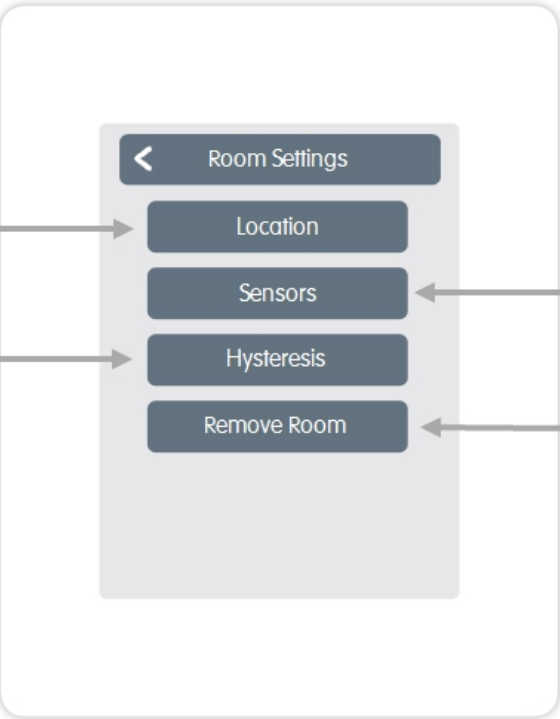 Room Settings
Location
Sensors
Hysteresis
Remove Room